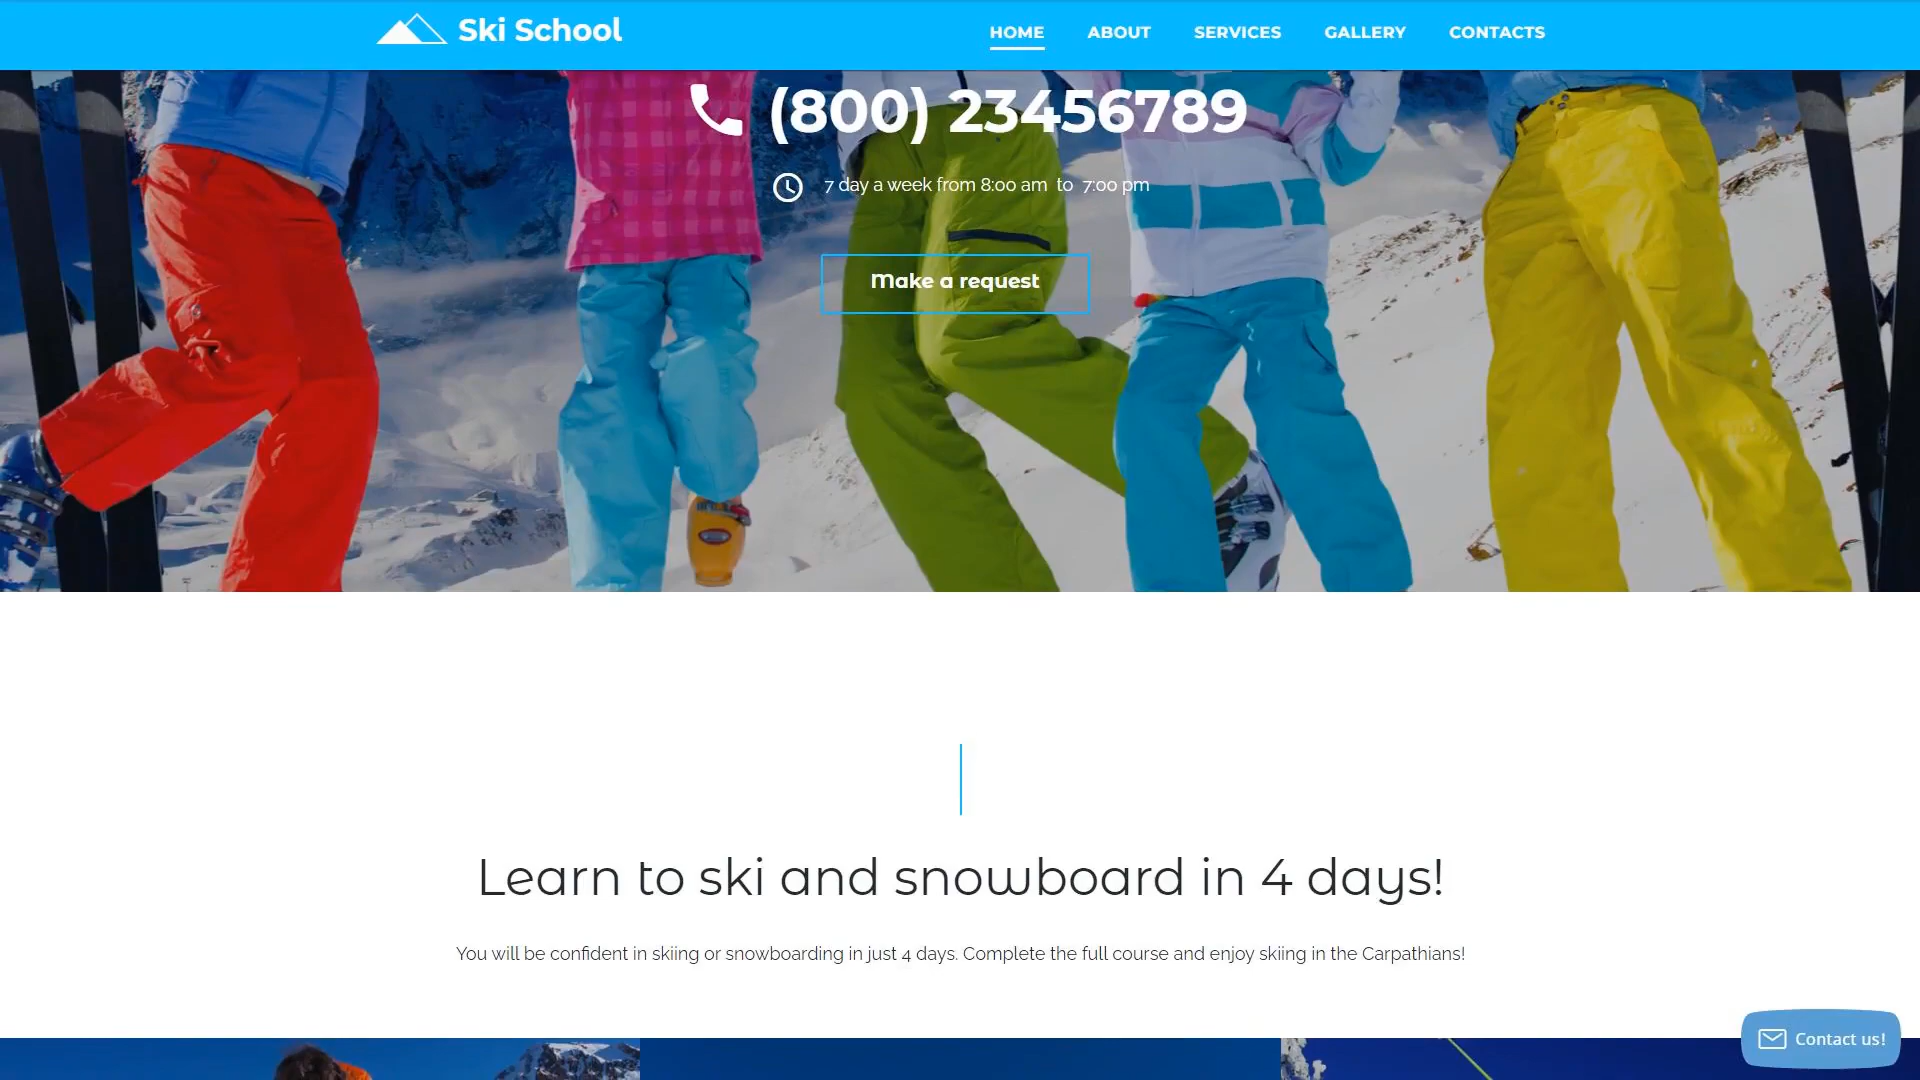 Ski School
HOME ABOUT SERVICES GALLERY CONTACTS
(800) 23456789
7 day a week from 8:00 am to 7:00 pm
Make a request
Learn to ski and snowboard in 4 days!
You will be confident in skiing or snowboarding in just 4 days. Complete the full course and enjoy skiing in the Carpathians!
Contact us!